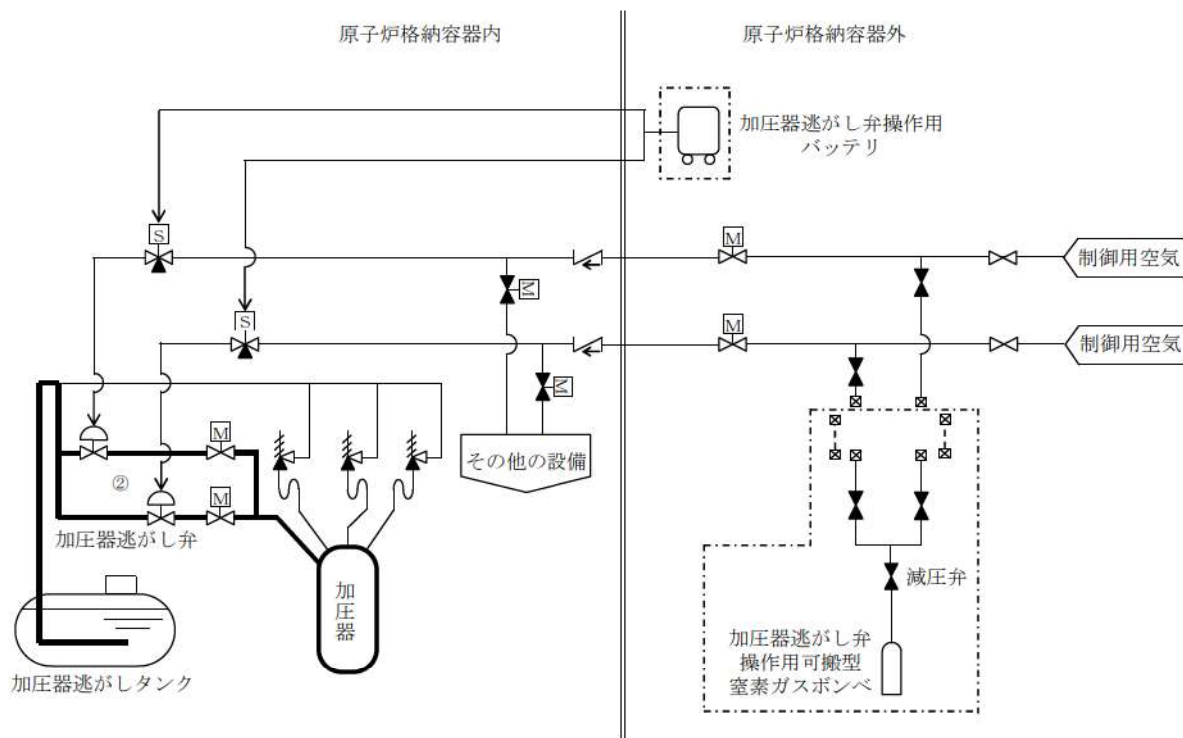 原子炉格納容器内
原子炉格納容器外
加圧器逃がし弁操作用
バッテリ
S
M
制御用空気
M
S
M
制御用空気
M
M
その他の設備
②
M
加圧器逃がし弁
減圧弁
加圧器
加圧器逃がし弁
操作用可搬型
窒素ガスボンベ
加圧器逃がしタンク